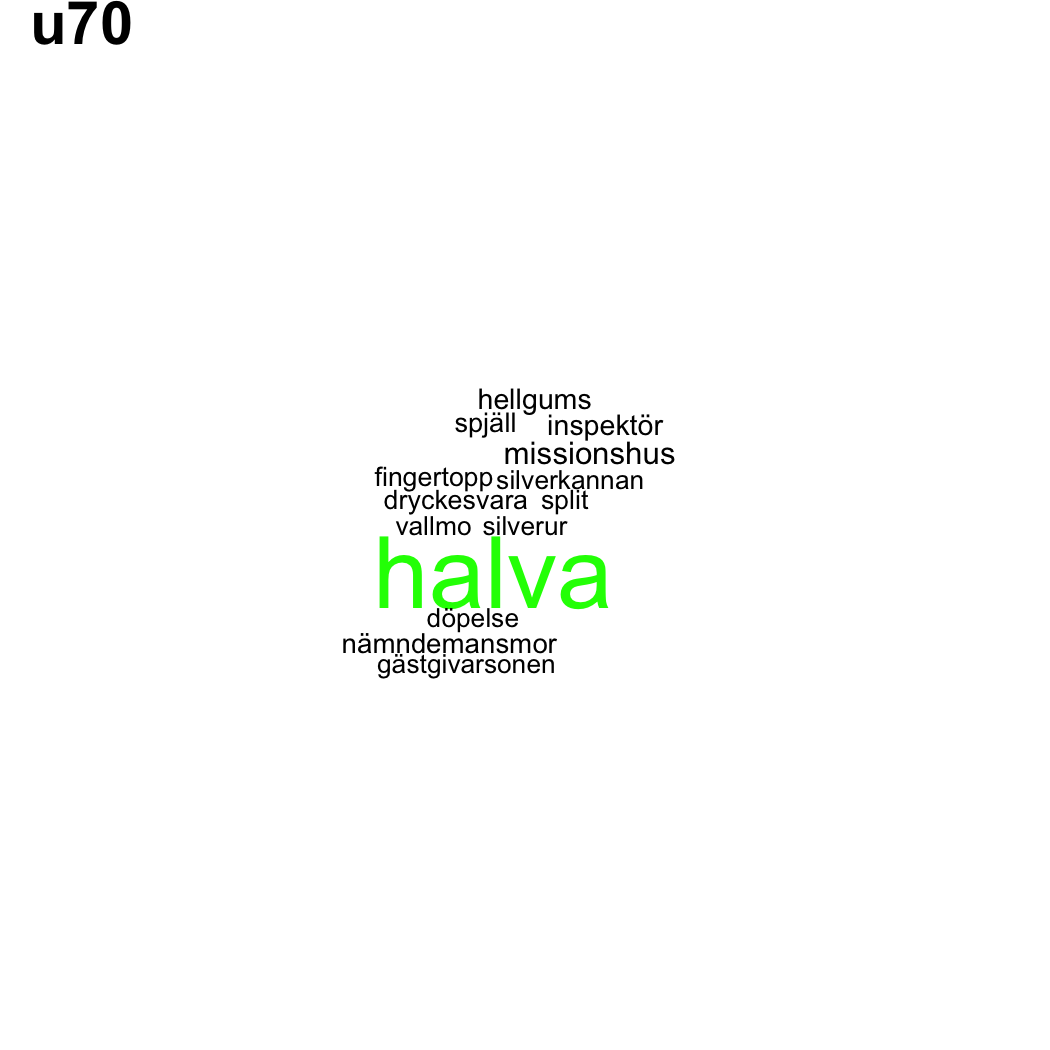 u70
hellgums
spjäll inspektör
missionshus
fingertopp silverkannan
dryckesvara split
vallmo silverur
halva
döpelse
nämndemansmor
gästgivarsonen